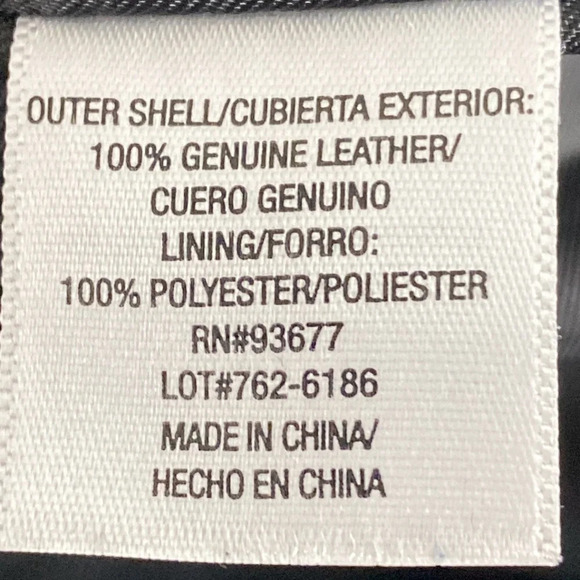 OUTER SHELL/CUBIERTA EXTERIOR:
100% GENUINE LEATHER/
CUERO GENUINO
LINING/FORRO:
100% POLYESTER/POLIESTER
RN#93677
LOT#762-6186
MADE IN CHINA/
HECHO EN CHINA